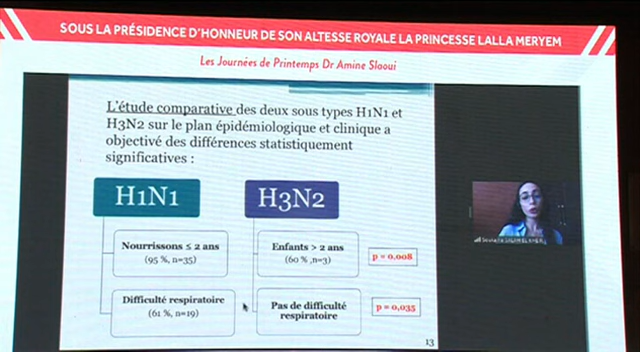 SOUS LA PRÉSIDENCE D'HONNEUR DE SON ALTESSE ROYALE LA PRINCESSE LALLA MERYEM
Les Journées de Printemps Dr Amine Slaoui
L'étude comparative des deux sous types H1N1 et
H3N2 sur le plan épidémiologique et clinique a
objectivé des différences statistiquement
significatives :
H1N1
H3N2
Nourrissons ≤ 2 ans
(95 %, n=35)
Enfants > 2 ans
(60 % ,n=3)
p = 0,008
Difficulté respiratoire
(61 %, n=19)
Pas de difficulté
respiratoire
p = 0,035
13